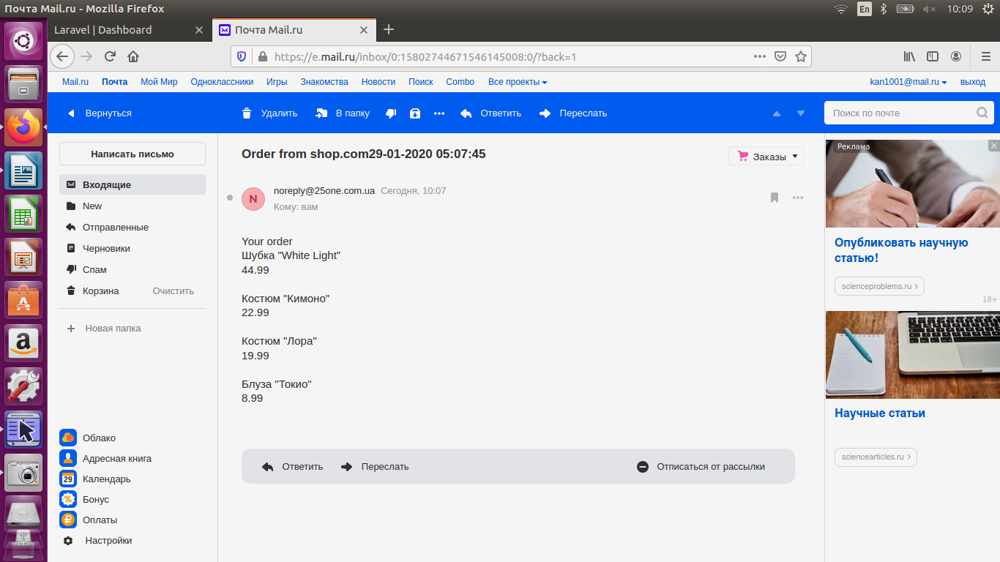 Почта Mail.ru - Mozilla Firefox
En
10:09
Laravel | Dashboard
Почта Mail.ru
https://e.mail.ru/inbox/0:15802744671546145008:0/?back=1
Mail.ru Почта Мой Мир Одноклассники Игры Знакомства Новости Поиск Combo Все проекты
kan1001@mail.ru выход
Вернуться
Удалить В папку Ответить Переслать
Поиск по почте
Написать письмо
Входящие
New
Отправленные
Черновики
Спам
Корзина Очистить
Новая папка
Облако
Адресная книга
29 Календарь
Бонус
Оплаты
Настройки
Order from shop.com29-01-2020 05:07:45
Заказы
N
noreply@25one.com.ua Сегодня, 10:07
Кому: вам
Your order
Шубка "White Light"
44.99
Костюм "Кимоно"
22.99
Костюм "Лора"
19.99
Блуза "Токио"
8.99
Ответить Переслать Отписаться от рассылки
Реклама
Опубликовать научную
статью!
scienceproblems.ru
18+
Научные статьи
sciencearticles.ru